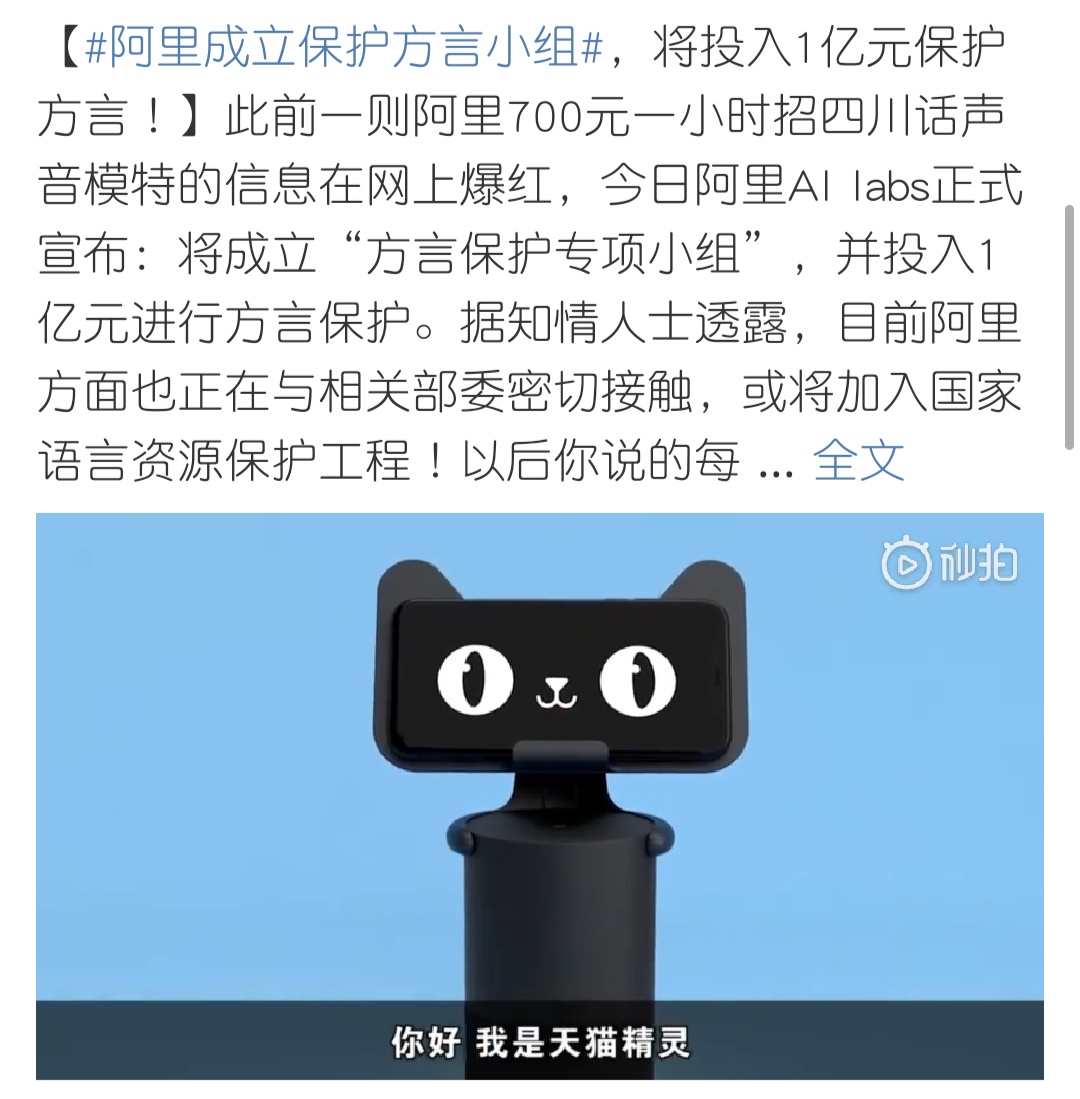 【#阿里成立保护方言小组#，将投入1亿元保护
方言！】此前一则阿里700元一小时招四川话声
音模特的信息在网上爆红，今日阿里AI labs正式
宣布：将成立“方言保护专项小组”，并投入1
亿元进行方言保护。据知情人士透露，目前阿里
方面也正在与相关部委密切接触，或将加入国家
语言资源保护工程！以后你说的每 ... 全文
秒拍
你好 我是天猫精灵